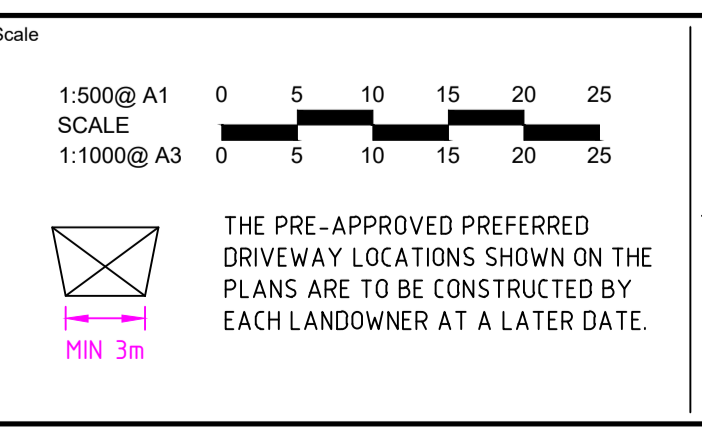 Scale
1:500@ A1 0 5 10 15 20 25
SCALE
1:1000@ A3 0 5 10 15 20 25
THE PRE-APPROVED PREFERRED
DRIVEWAY LOCATIONS SHOWN ON THE
PLANS ARE TO BE CONSTRUCTED BY
EACH LANDOWNER AT A LATER DATE.
MIN 3m